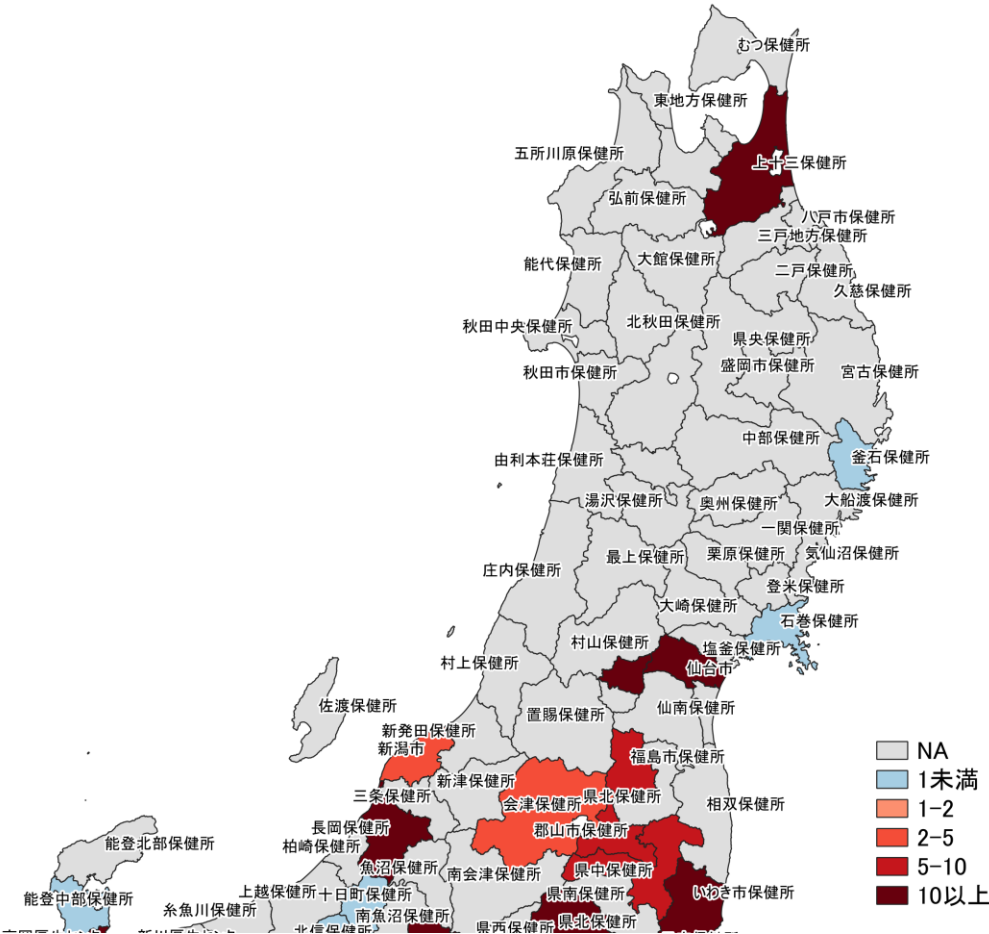 むつ保健所
東地方保健所
五所川原保健所
上十三保健所
弘前保健所
八戸市保健所
三戸地方保健所
能代保健所
大館保健所
二戸保健所
久慈保健所
秋田中央保健所
北秋田保健所
県央保健所
秋田市保健所
盛岡市保健所
宮古保健所
中部保健所
由利本荘保健所
釜石保健所
湯沢保健所
奥州保健所
大船渡保健所
一関保健所
最上保健所
栗原保健所
気仙沼保健所
庄内保健所
登米保健所
大崎保健所
石巻保健所
村山保健所
塩釜保健所
村上保健所
仙台市
佐渡保健所
置賜保健所
仙南保健所
新発田保健所
新潟市
福島市保健所
新津保健所
三条保健所
会津保健所
県北保健所
相双保健所
長岡保健所
郡山市保健所
能登北部保健所
柏崎保健所
魚沼保健所
南会津保健所
県中保健所
能登中部保健所
上越保健所
十日町保健所
県南保健所
いわき市保健所
糸魚川保健所
南魚沼保健所
県西保健所
県北保健所
北信保健所
NA
1未満
1-2
2-5
5-10
10以上